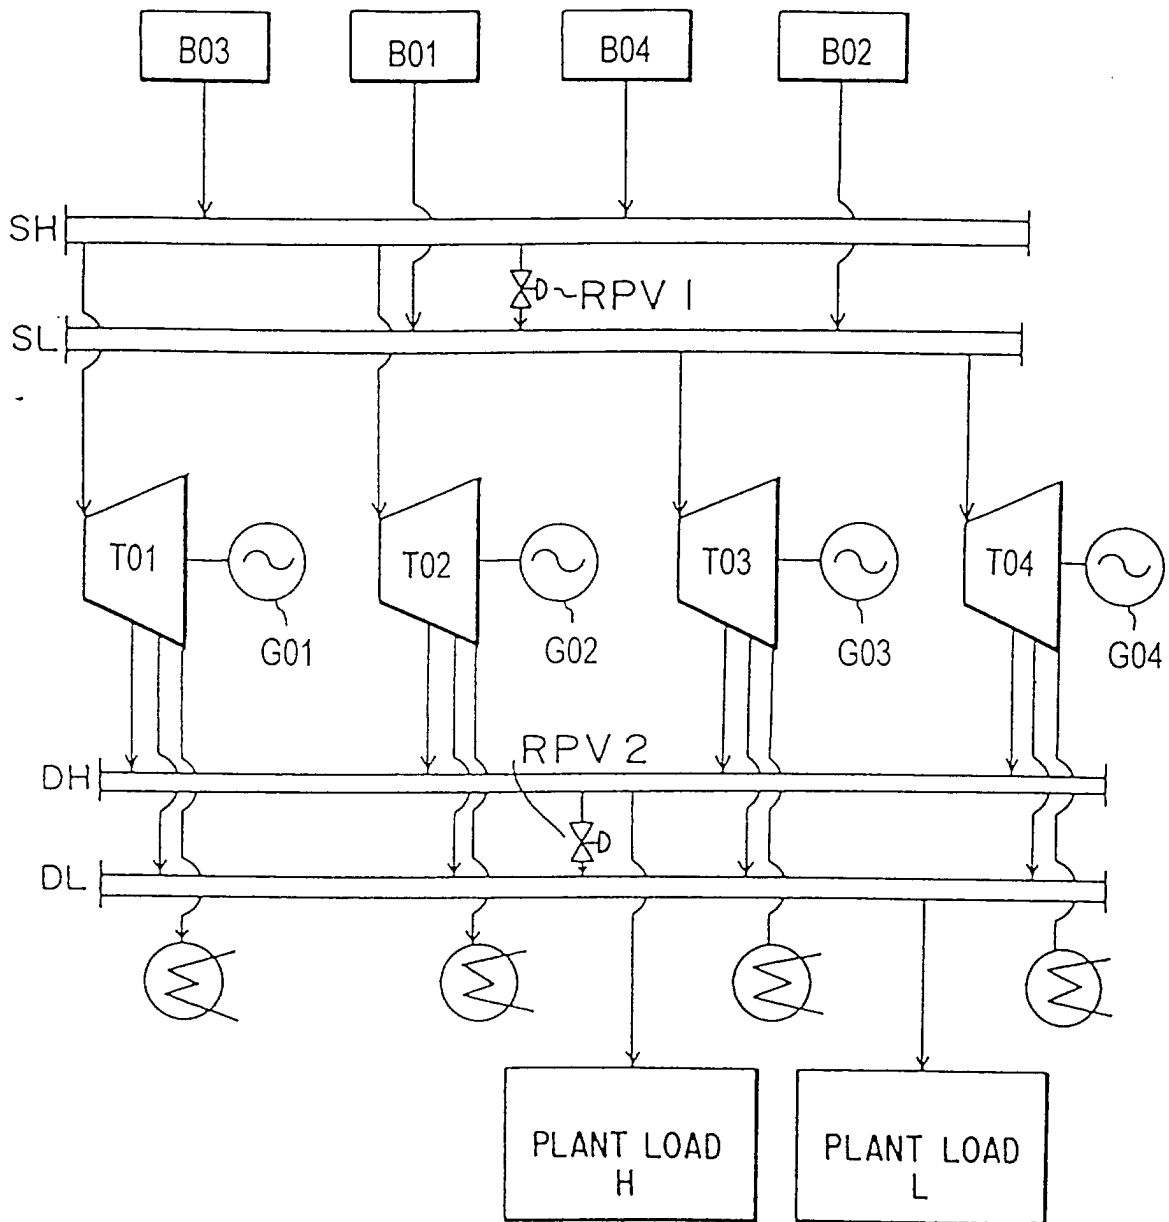 B03
B01
B04
B02
SH
RPV 1
SL
T01
T02
T03
T04
G01
G02
G03
G04
RPV 2
DH
DL
PLANT LOAD
H
PLANT LOAD
L